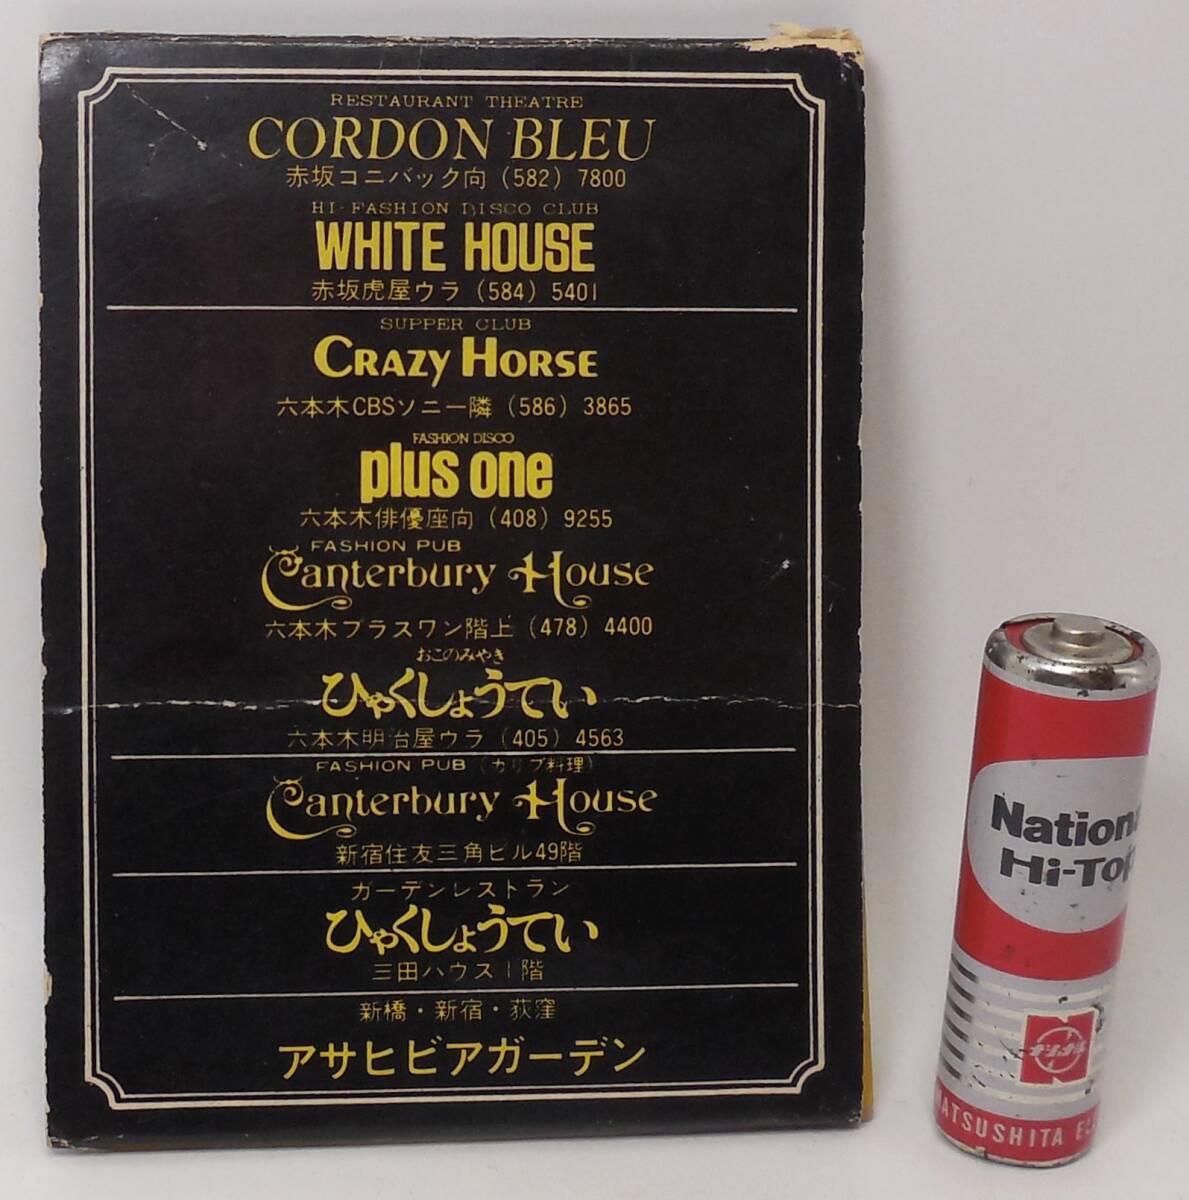 RESTAURANT THEATRE
CORDON BLEU
赤坂コニバック向 (582) 7800
HI-FASHION DISCO CLUB
WHITE HOUSE
赤坂虎屋ウラ (584) 5401
SUPPER CLUB
CRAZY HORSE
六本木CBSソニー隣 (586) 3865
FASHION DISCO
plus one
六本木俳優座向 (408) 9255
FASHION PUB
Canterbury House
六本木プラスワン階上 (478) 4400
おこのみやき
ひゃくしょうてい
六本木明治屋ウラ (405) 4563
FASHION PUB (カリブ料理)
Canterbury House
新宿住友三角ビル49階
ガーデンレストラン
ひゃくしょうてい
三田ハウス1階
新橋・新宿・荻窪
アサヒビアガーデン
National
Hi-Top
ナショナル
MATSUSHITA